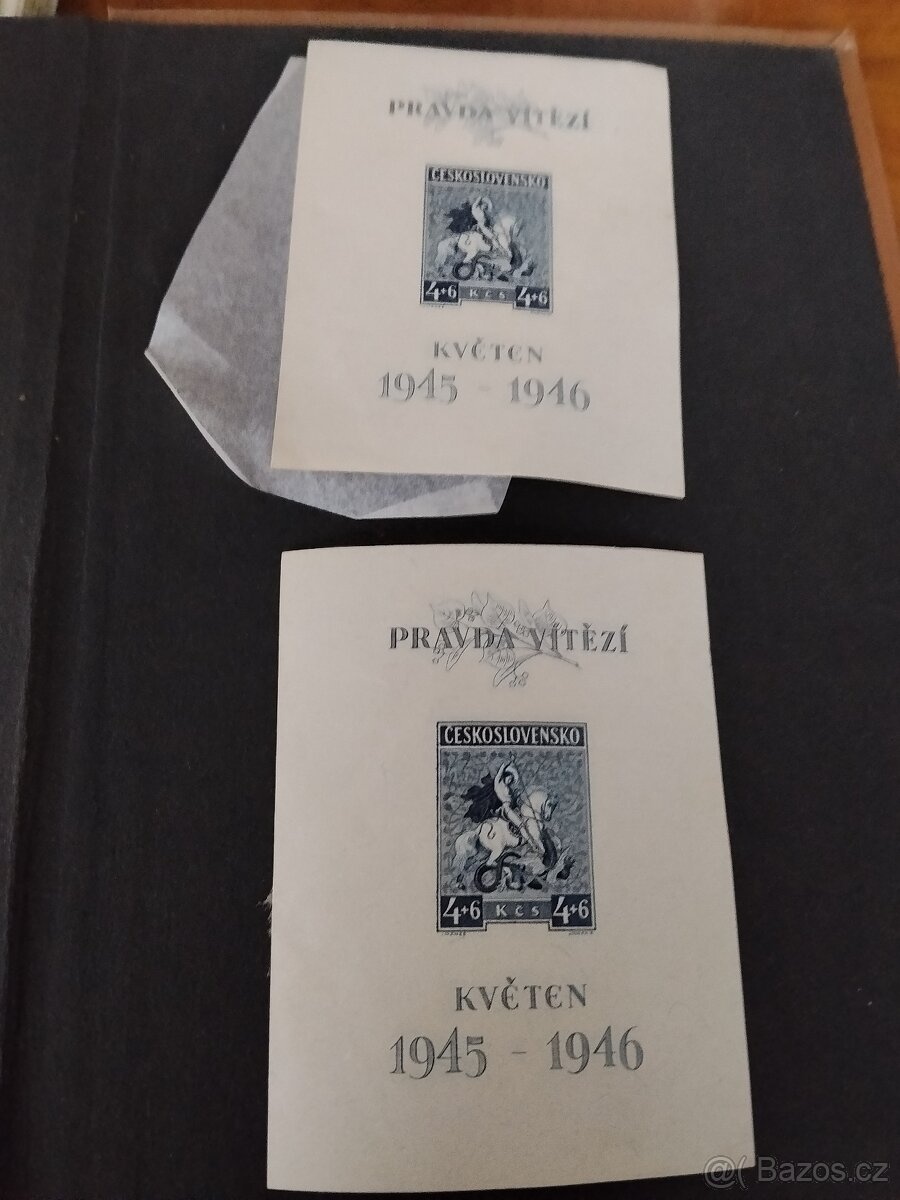 PRAVDA VÍTĚZÍ
ČESKOSLOVENSKO
4+6 Kčs 4+6
KVĚTEN
1945 - 1946
PRAVDA VÍTĚZÍ
ČESKOSLOVENSKO
4+6 Kčs 4+6
KVĚTEN
1945 - 1946
@ Bazos.cz